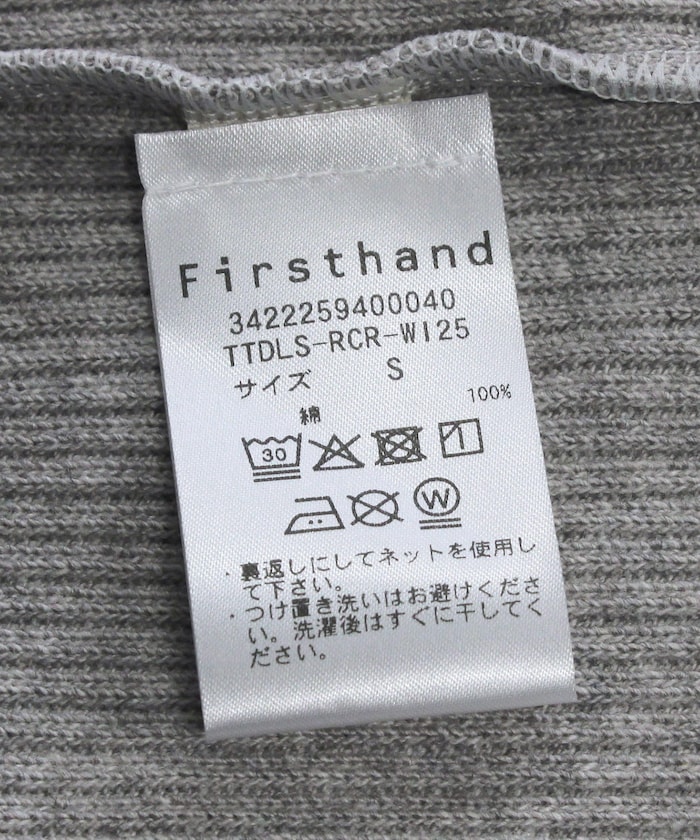 Firsthand
3422259400040
TTDLS-RCR-WI25
サイズ S
綿 100%
30
W
・裏返しにしてネットを使用し
て下さい。
・つけ置き洗いはお避けくださ
い。洗濯後はすぐに干してく
ださい。